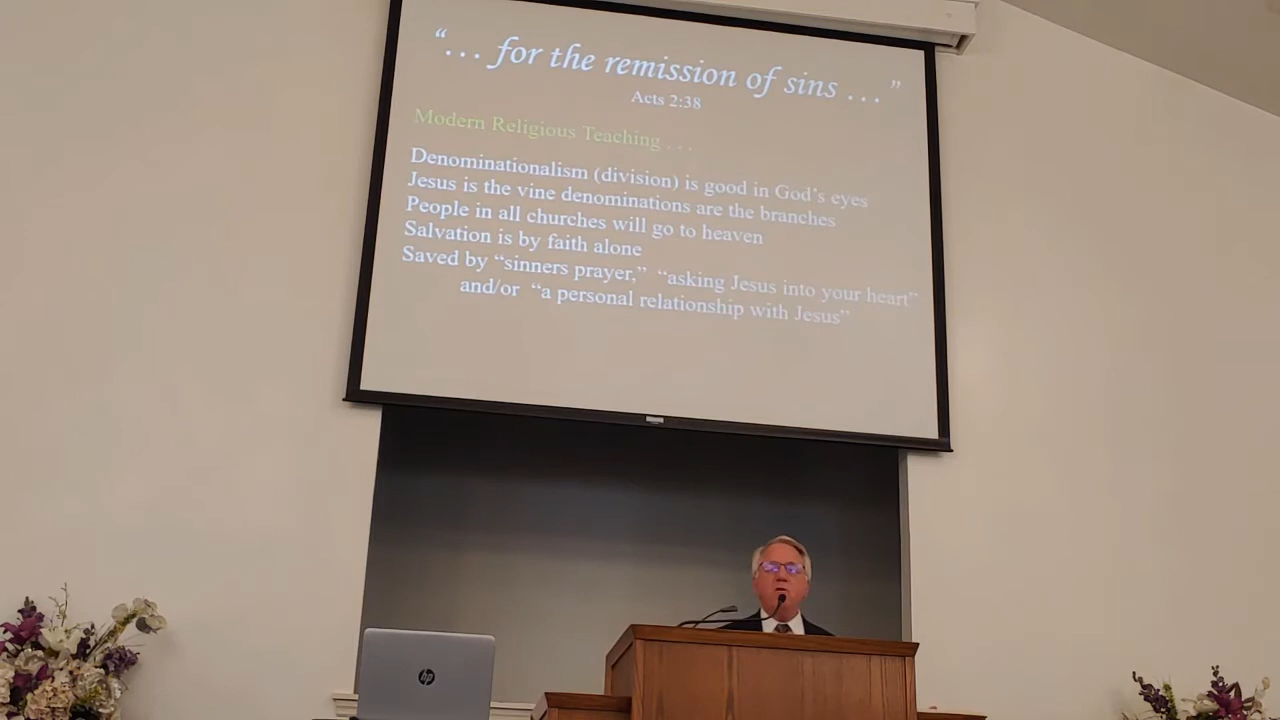 “... for the remission of sins ... ”
Acts 2:38
Modern Religious Teaching . . .
Denominationalism (division) is good in God’s eyes
Jesus is the vine denominations are the branches
People in all churches will go to heaven
Salvation is by faith alone
Saved by “sinners prayer,” “asking Jesus into your heart”
and/or “a personal relationship with Jesus”
hp